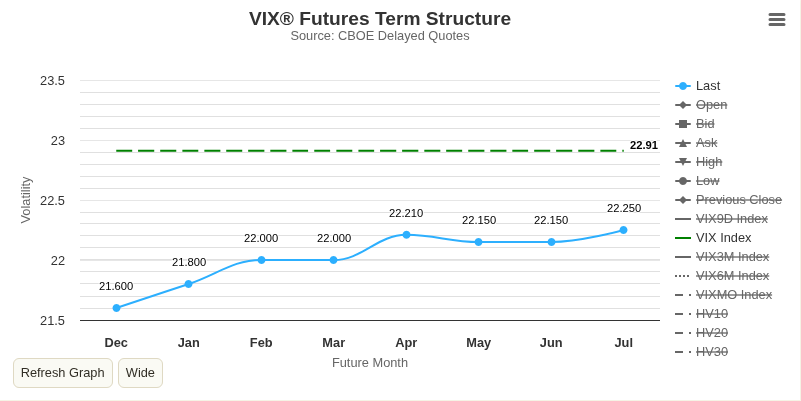 VIX® Futures Term Structure
Source: CBOE Delayed Quotes
Volatility
23.5
23
22.5
22
21.5
22.91
21.600
21.800
22.000
22.000
22.210
22.150
22.150
22.250
Dec Jan Feb Mar Apr May Jun Jul
Future Month
Last
Open
Bid
Ask
High
Low
Previous Close
VIX9D Index
VIX Index
VIX3M Index
VIX6M Index
VIXMO Index
HV10
HV20
HV30
Refresh Graph Wide